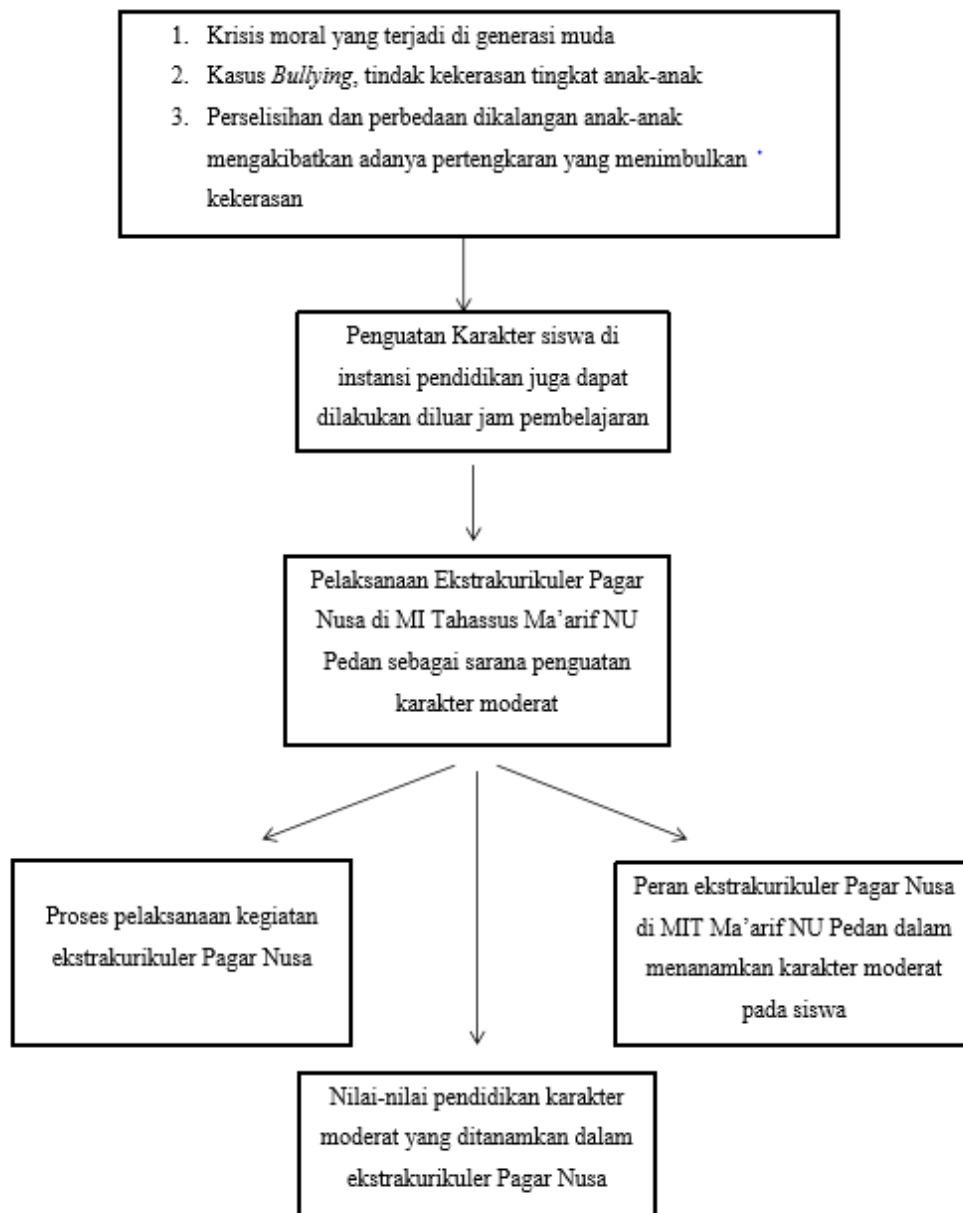 1. Krisis moral yang terjadi di generasi muda
2. Kasus Bullying, tindak kekerasan tingkat anak-anak
3. Perselisihan dan perbedaan dikalangan anak-anak
mengakibatkan adanya pertengkaran yang menimbulkan
kekerasan
Penguatan Karakter siswa di
instansi pendidikan juga dapat
dilakukan diluar jam pembelajaran
Pelaksanaan Ekstrakurikuler Pagar
Nusa di MI Tahassus Ma’arif NU
Pedan sebagai sarana penguatan
karakter moderat
Proses pelaksanaan kegiatan
ekstrakurikuler Pagar Nusa
Peran ekstrakurikuler Pagar Nusa
di MIT Ma’arif NU Pedan dalam
menanamkan karakter moderat
pada siswa
Nilai-nilai pendidikan karakter
moderat yang ditanamkan dalam
ekstrakurikuler Pagar Nusa